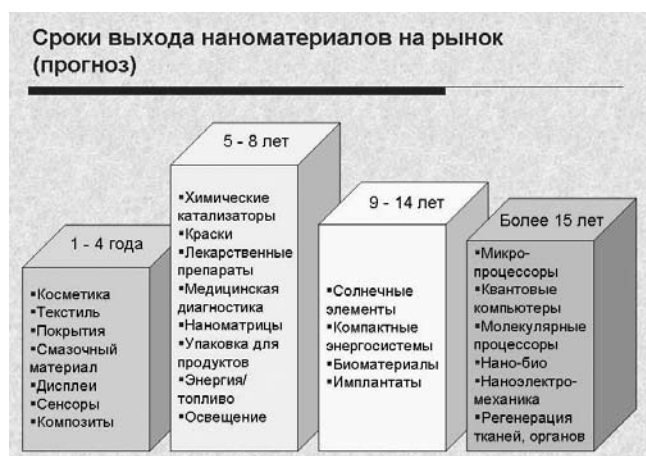 Сроки выхода наноматериалов на рынок
(прогноз)
1 - 4 года
▪Косметика
▪Текстиль
▪Покрытия
▪Смазочный
материал
▪Дисплеи
▪Сенсоры
▪Композиты
5 - 8 лет
▪Химические
катализаторы
▪Краски
▪Лекарственные
препараты
▪Медицинская
диагностика
▪Наноматрицы
▪Упаковка для
продуктов
▪Энергия/
топливо
▪Освещение
9 - 14 лет
▪Солнечные
элементы
▪Компактные
энергосистемы
▪Биоматериалы
▪Имплантаты
Более 15 лет
▪Микро-
процессоры
▪Квантовые
компьютеры
▪Молекулярные
процессоры
▪Нано-био
▪Наноэлектро-
механика
▪Регенерация
тканей, органов